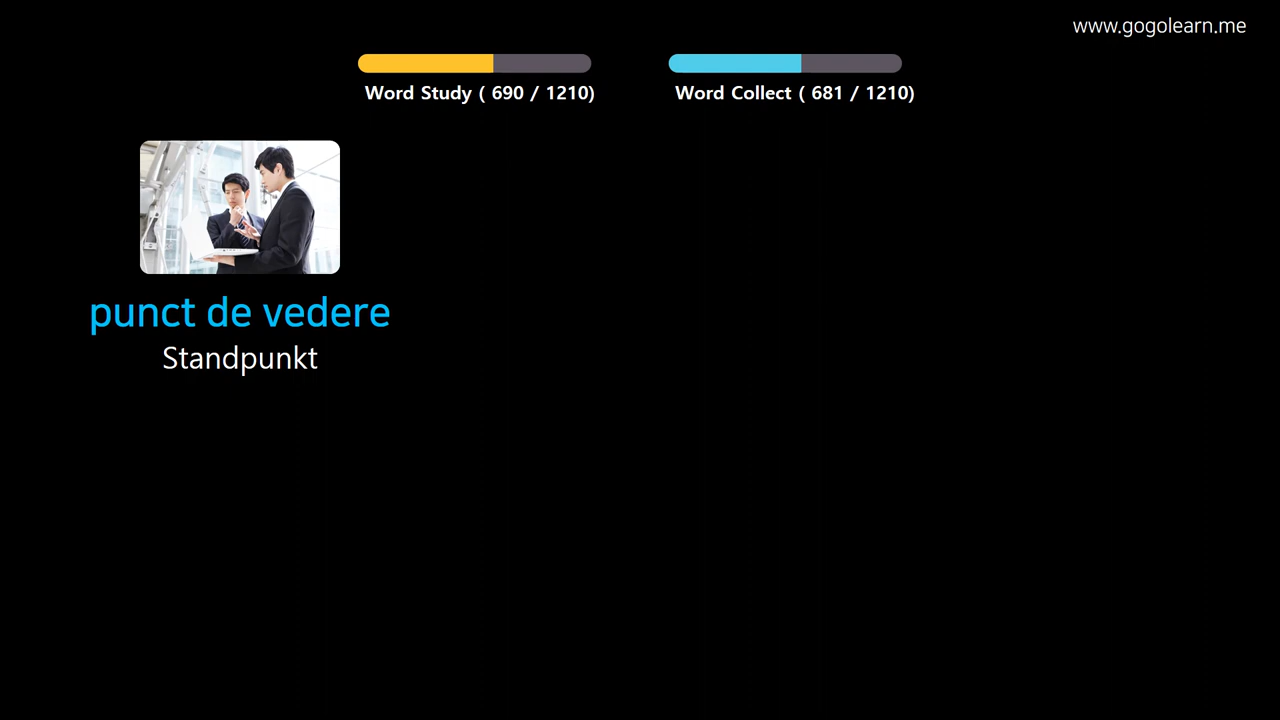 www.gogolearn.me
Word Study ( 690 / 1210)
Word Collect ( 681 / 1210)
punct de vedere
Standpunkt